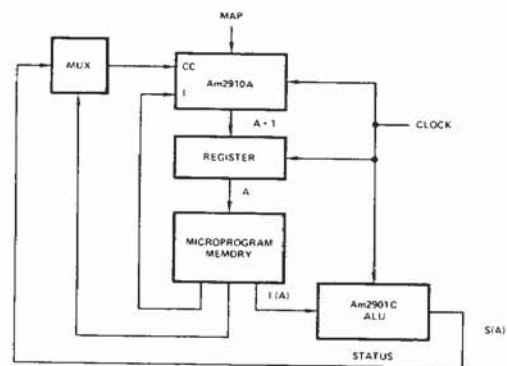 MAP
MUX
CC
Am2910A
I
A + 1
CLOCK
REGISTER
A
MICROPROGRAM
MEMORY
I (A)
Am2901C
ALU
S(A)
STATUS